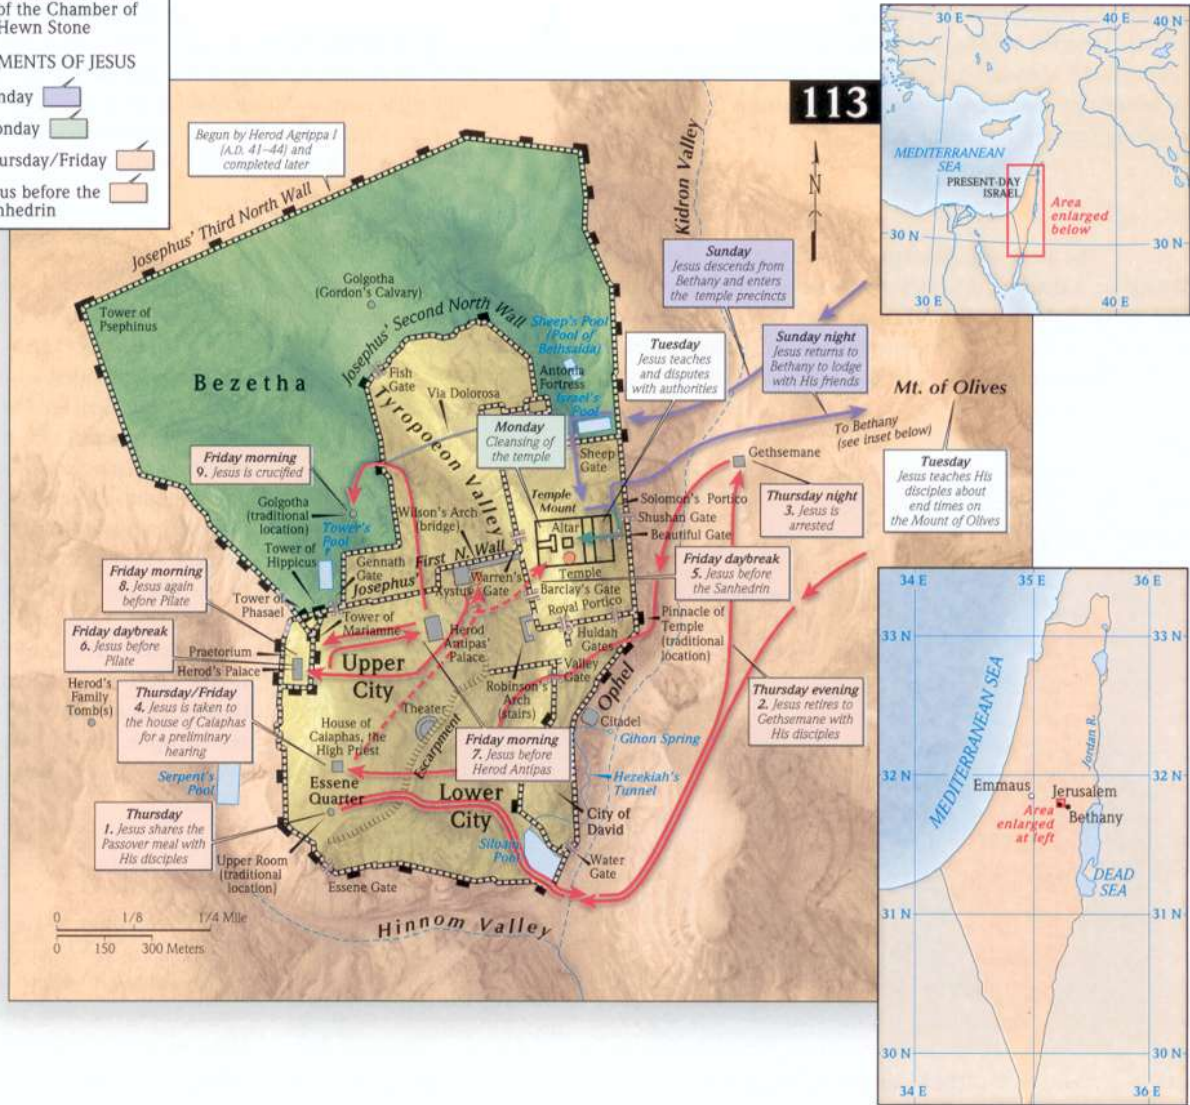 of the Chamber of
Hewn Stone
MENTS OF JESUS
nday
onday
ursday/Friday
us before the
nhedrin
113
Begun by Herod Agrippa I
(A.D. 41–44) and
completed later
Josephus' Third North Wall
Kidron Valley
N
Tower of
Psephinus
Golgotha
(Gordon's Calvary)
Josephus' Second North Wall
Sheep's Pool
(Pool of
Bethsaida)
Bezetha
Fish
Gate
Antonia
Fortress
Israel's
Pool
Via Dolorosa
Tyropoeon Valley
Sunday
Jesus descends from
Bethany and enters
the temple precincts
Tuesday
Jesus teaches
and disputes
with authorities
Sunday night
Jesus returns to
Bethany to lodge
with His friends
Mt. of Olives
To Bethany
(see inset below)
Tuesday
Jesus teaches His
disciples about
end times on
the Mount of Olives
Monday
Cleansing of
the temple
Sheep
Gate
Gethsemane
Thursday night
3. Jesus is
arrested
Friday morning
9. Jesus is crucified
Golgotha
(traditional
location)
Tower's
Pool
Tower of
Hippicus
Wilson's Arch
(bridge)
Temple
Mount
Altar
Temple
Solomon's Portico
Shushan Gate
Beautiful Gate
Gennath
Gate
Josephus' First N. Wall
Xystus
Warren's
Gate
Barclay's Gate
Royal Portico
Friday daybreak
5. Jesus before
the Sanhedrin
Friday morning
8. Jesus again
before Pilate
Tower of
Phasael
Tower of
Mariamne
Herod
Antipas'
Palace
Huldah
Gates
Pinnacle of
Temple
(traditional
location)
Friday daybreak
6. Jesus before
Pilate
Praetorium
Herod's Palace
Upper
City
Valley
Gate
Robinson's
Arch
(stairs)
Ophel
Herod's
Family
Tomb(s)
Thursday/Friday
4. Jesus is taken to
the house of Caiaphas
for a preliminary
hearing
Theater
Escarpment
House of
Caiaphas, the
High Priest
Citadel
Gihon Spring
Thursday evening
2. Jesus retires to
Gethsemane with
His disciples
Friday morning
7. Jesus before
Herod Antipas
Hezekiah's
Tunnel
Serpent's
Pool
Essene
Quarter
Lower
City
City of
David
Thursday
1. Jesus shares the
Passover meal with
His disciples
Upper Room
(traditional
location)
Siloam
Pool
Water
Gate
Essene Gate
Hinnom Valley
0 1/8 1/4 Mile
0 150 300 Meters
30 E 40 E 40 N
MEDITERRANEAN
SEA
PRESENT-DAY
ISRAEL
Area
enlarged
below
30 N 30 N
30 E 40 E
34 E 35 E 36 E
33 N 33 N
MEDITERRANEAN SEA
Jordan R.
32 N 32 N
Emmaus
Jerusalem
Area
enlarged
at left
Bethany
DEAD
SEA
31 N 31 N
30 N 30 N
34 E 36 E